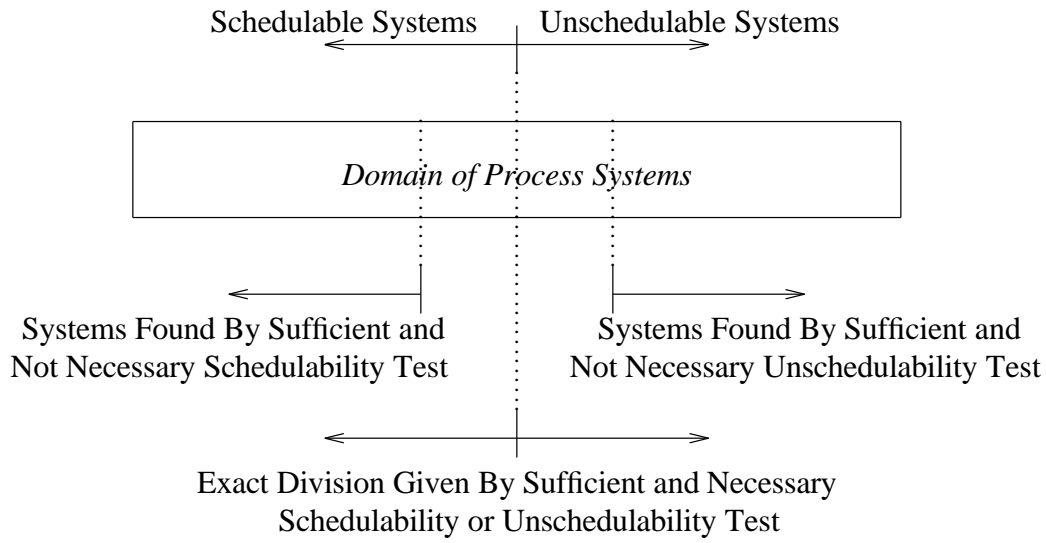 Schedulable Systems
Unschedulable Systems
Domain of Process Systems
Systems Found By Sufficient and
Not Necessary Schedulability Test
Systems Found By Sufficient and
Not Necessary Unschedulability Test
Exact Division Given By Sufficient and Necessary
Schedulability or Unschedulability Test